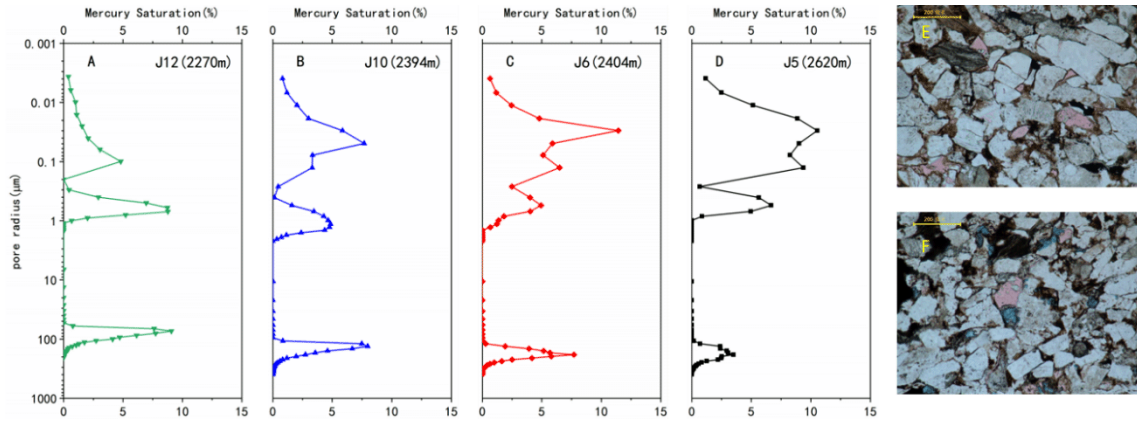 Mercury Saturation(%)
Mercury Saturation(%)
Mercury Saturation(%)
Mercury Saturation(%)
0 5 10 15
0 5 10 15
0 5 10 15
0 5 10 15
A J12(2270m)
B J10(2394m)
C J6(2404m)
D J5(2620m)
pore radius(μm)
0.001
0.01
0.1
1
10
100
1000
0 5 10 15
0 5 10 15
0 5 10 15
0 5 10 15
E
F